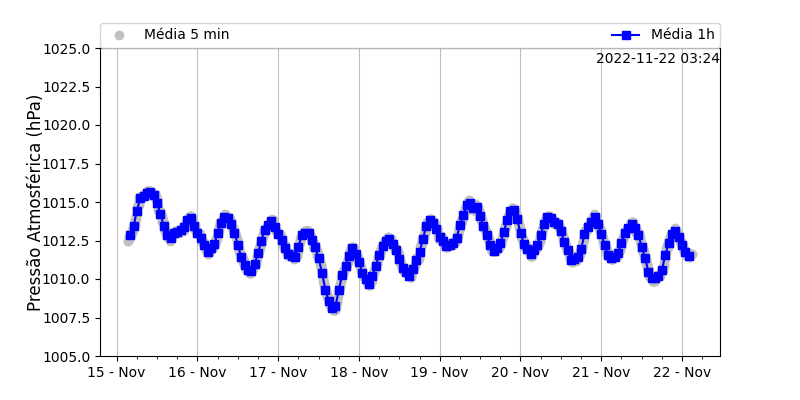 Média 5 min
Média 1h
2022-11-22 03:24
Pressão Atmosférica (hPa)
1025.0
1022.5
1020.0
1017.5
1015.0
1012.5
1010.0
1007.5
1005.0
15 - Nov
16 - Nov
17 - Nov
18 - Nov
19 - Nov
20 - Nov
21 - Nov
22 - Nov